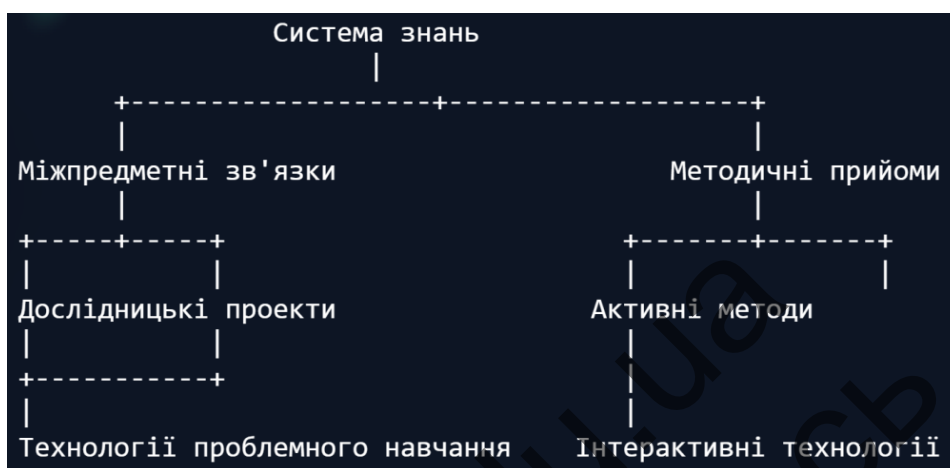 Система знань
Міжпредметні зв'язки Методичні прийоми
Дослідницькі проекти Активні методи
Технології проблемного навчання Інтерактивні технології